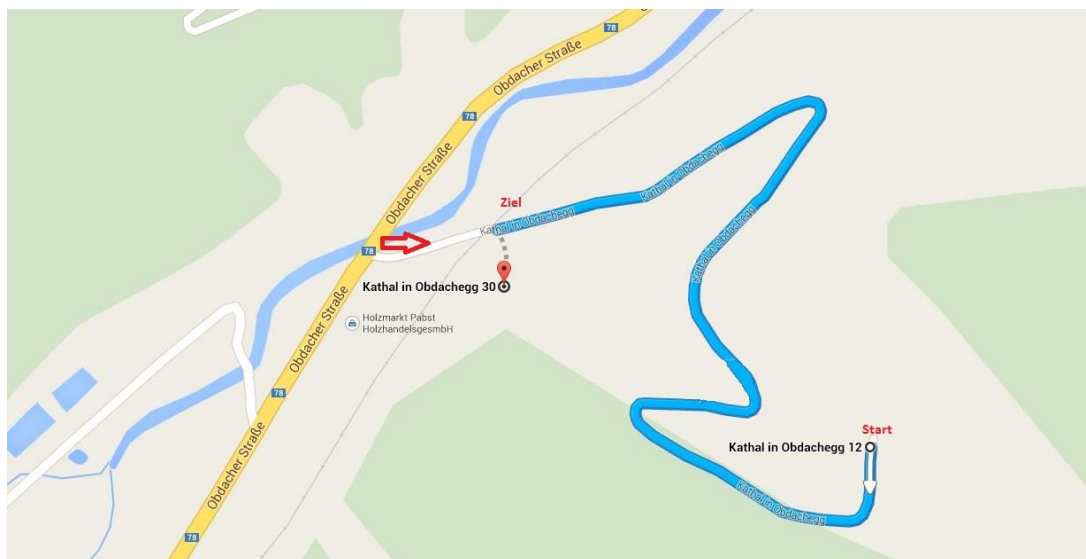 78
Obdacher Straße
78
Obdacher Straße
Kathal in Obdachegg
Kathal in Obdachegg
Ziel
Kathal in Obdachegg
78
Kathal in Obdachegg
Kathal in Obdachegg 30
Obdacher Straße
Holzmarkt Pabst
HolzhandelsgesmbH
78
Start
Kathal in Obdachegg 12
Obdacher Straße
Kathal in Obdachegg
78